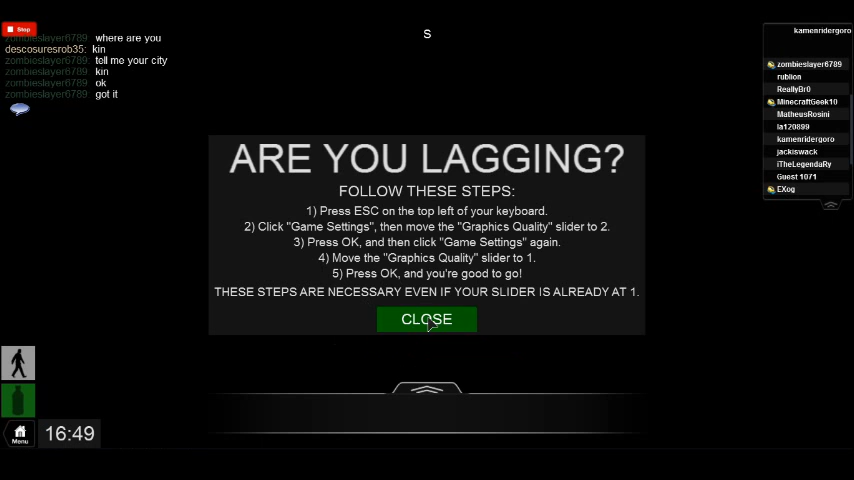 Stop
S
kamenridergoro
zombieslayer6789: where are you
descosuresrob35: kin
zombieslayer6789: tell me your city
zombieslayer6789 kin
zombieslayer6789 ok
zombieslayer6789 got it
zombieslayer6789
rublion
ReallyBr0
MinecraftGeek10
MatheusRosini
la120899
kamenridergoro
jackiswack
iTheLegendaRy
Guest 1071
EXog
ARE YOU LAGGING?
FOLLOW THESE STEPS:
1) Press ESC on the top left of your keyboard.
2) Click "Game Settings", then move the "Graphics Quality" slider to 2.
3) Press OK, and then click "Game Settings" again.
4) Move the "Graphics Quality" slider to 1.
5) Press OK, and you're good to go!
THESE STEPS ARE NECESSARY EVEN IF YOUR SLIDER IS ALREADY AT 1.
CLOSE
Menu
16:49